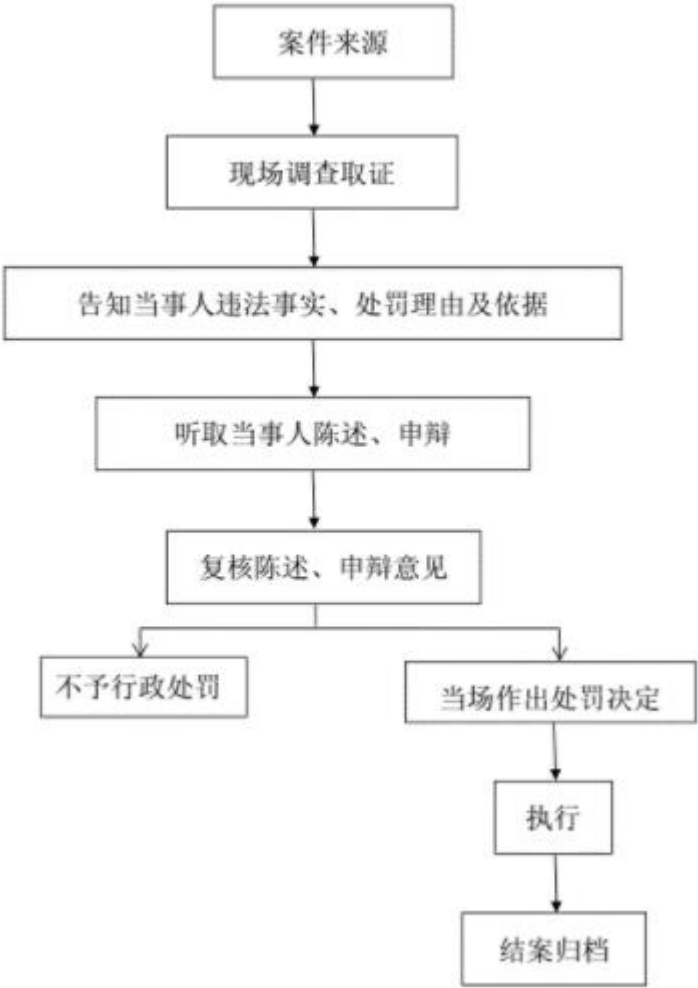 案件来源
现场调查取证
告知当事人违法事实、处罚理由及依据
听取当事人陈述、申辩
复核陈述、申辩意见
不予行政处罚
当场作出处罚决定
执行
结案归档